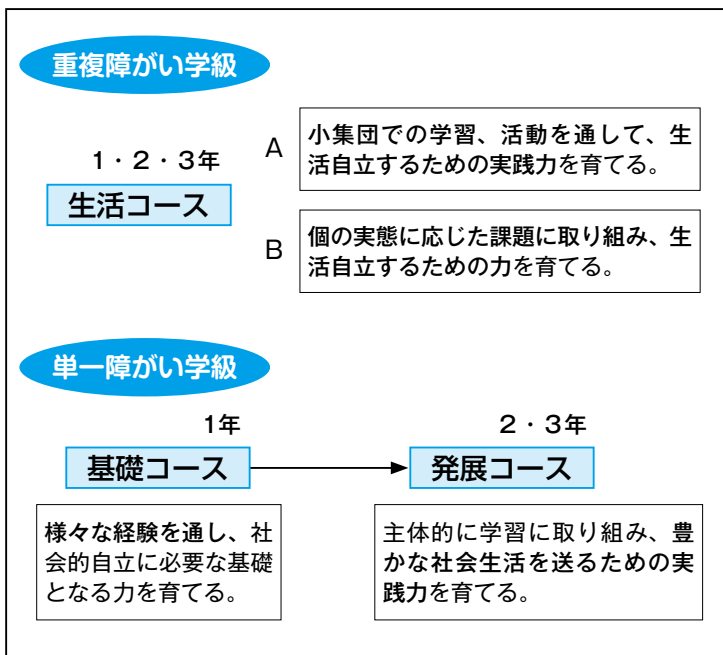 重複障がい学級
1・2・3年
生活コース
A
小集団での学習、活動を通して、生
活自立するための実践力を育てる。
B
個の実態に応じた課題に取り組み、生
活自立するための力を育てる。
単一障がい学級
1年
基礎コース
様々な経験を通し、社
会的自立に必要な基礎
となる力を育てる。
2・3年
発展コース
主体的に学習に取り組み、豊
かな社会生活を送るための実
践力を育てる。